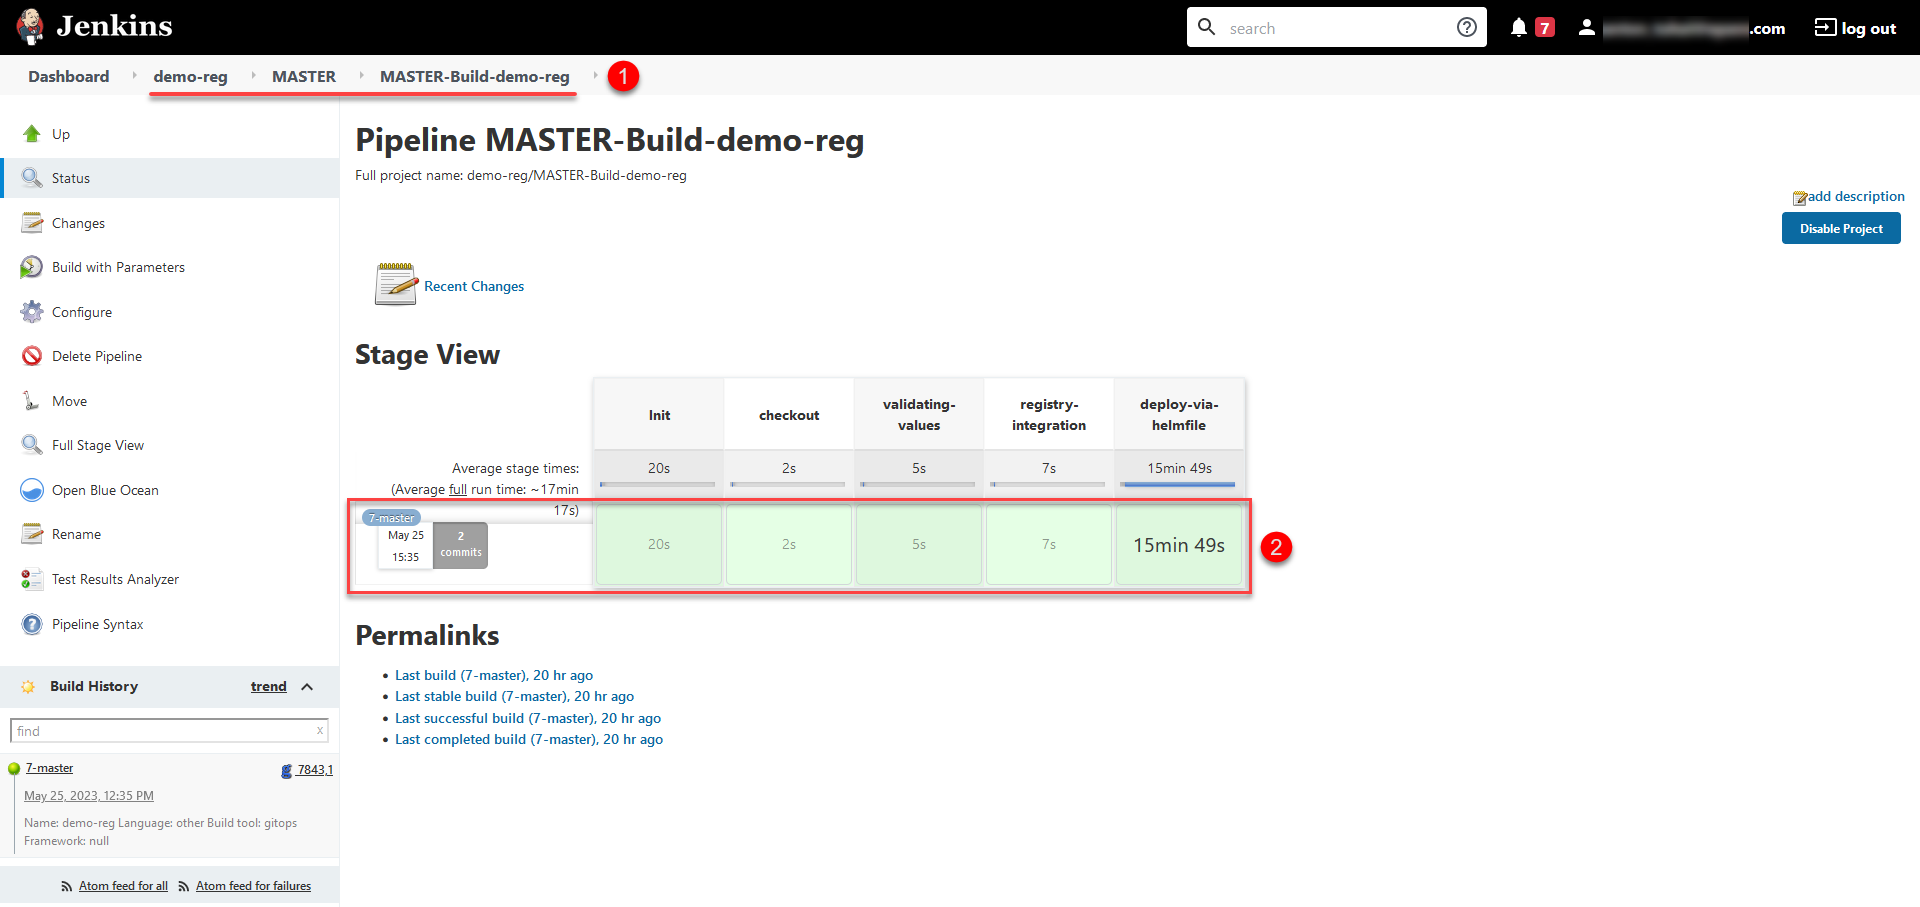 Jenkins
search
7
.com
log out
Dashboard demo-reg MASTER MASTER-Build-demo-reg 1
Up
Status
Changes
Build with Parameters
Configure
Delete Pipeline
Move
Full Stage View
Open Blue Ocean
Rename
Test Results Analyzer
Pipeline Syntax
Build History trend
find x
7-master 7843,1
May 25, 2023, 12:35 PM
Name: demo-reg Language: other Build tool: gitops
Framework: null
Atom feed for all Atom feed for failures
Pipeline MASTER-Build-demo-reg
Full project name: demo-reg/MASTER-Build-demo-reg
add description
Disable Project
Recent Changes
Stage View
Init checkout validating-values registry-integration deploy-via-helmfile
Average stage times: 20s 2s 5s 7s 15min 49s
(Average full run time: ~17min
17s)
7-master
May 25
15:35
2
commits
20s 2s 5s 7s 15min 49s
2
Permalinks
Last build (7-master), 20 hr ago
Last stable build (7-master), 20 hr ago
Last successful build (7-master), 20 hr ago
Last completed build (7-master), 20 hr ago